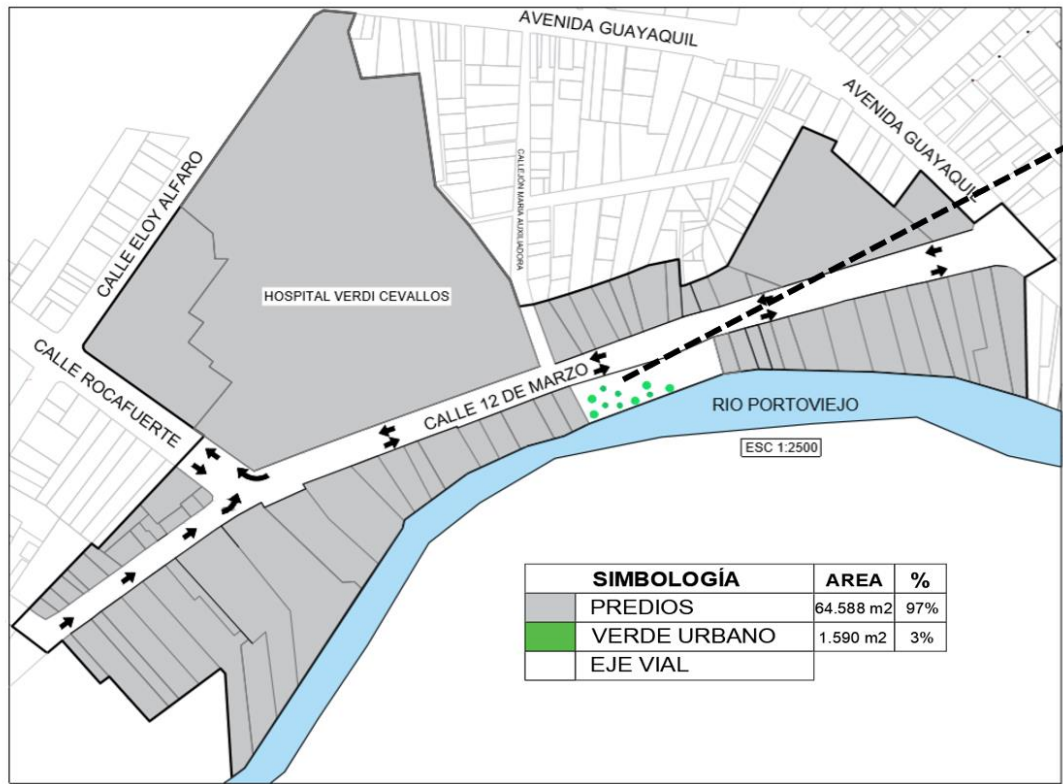 AVENIDA GUAYAQUIL
AVENIDA GUAYAQUIL
CALLE ELOY ALFARO
CALLEJÓN MARIA AUXILIADORA
HOSPITAL VERDI CEVALLOS
CALLE ROCAFUERTE
CALLE 12 DE MARZO
RIO PORTOVIEJO
ESC 1:2500
SIMBOLOGÍA AREA %
PREDIOS 64.588 m2 97%
VERDE URBANO 1.590 m2 3%
EJE VIAL